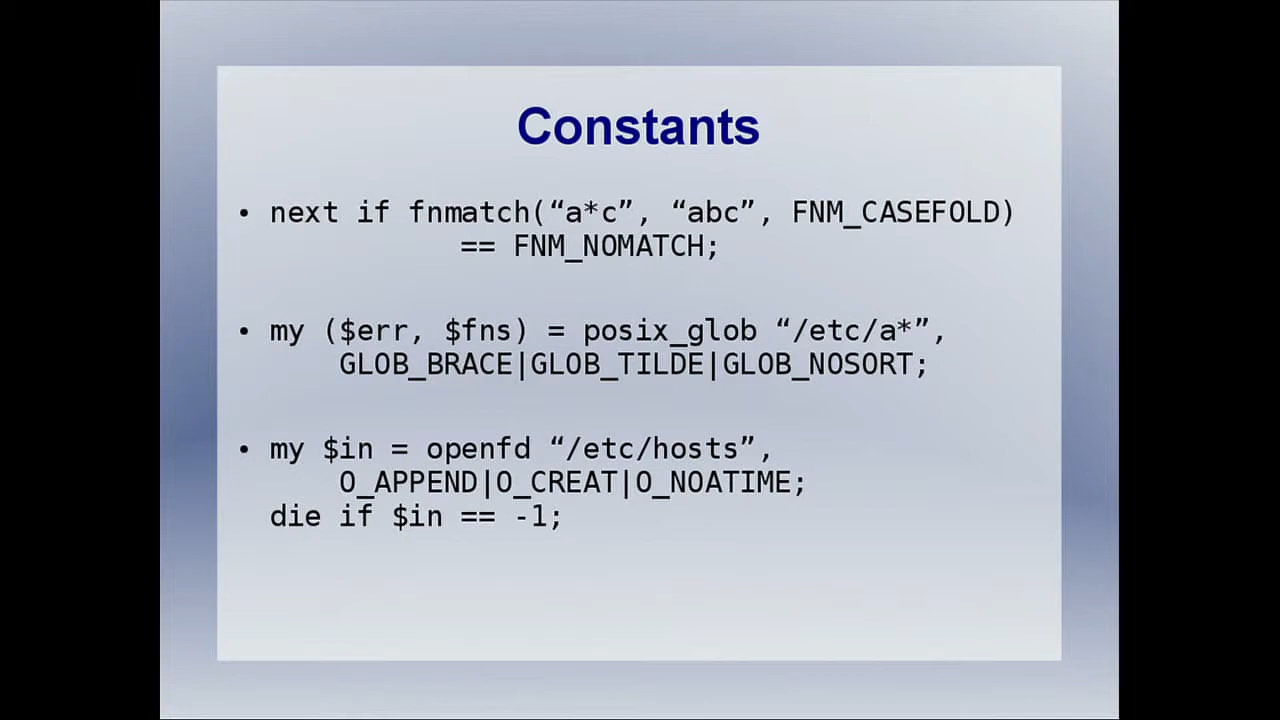 Constants
• next if fnmatch(“a*c”, “abc”, FNM_CASEFOLD)
== FNM_NOMATCH;
• my ($err, $fns) = posix_glob “/etc/a*”,
GLOB_BRACE|GLOB_TILDE|GLOB_NOSORT;
• my $in = openfd “/etc/hosts”,
O_APPEND|O_CREAT|O_NOATIME;
die if $in == -1;